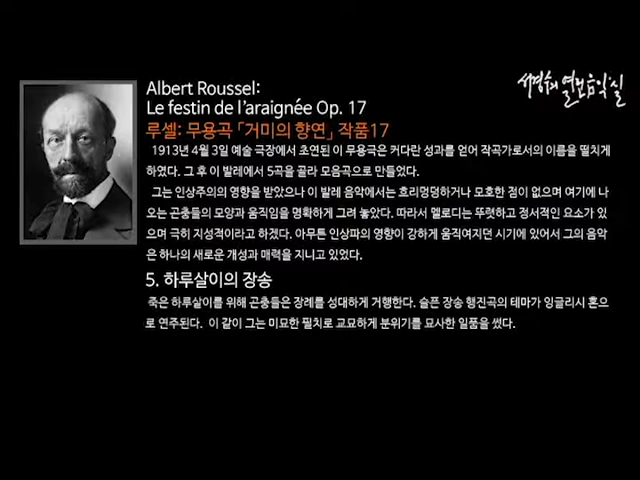 서경수의 열린음악실
Albert Roussel:
Le festin de l'araignée Op. 17
루셀: 무용곡 「거미의 향연」 작품17
1913년 4월 3일 예술 극장에서 초연된 이 무용곡은 커다란 성과를 얻어 작곡가로서의 이름을 떨치게
하였다. 그 후 이 발레에서 5곡을 골라 모음곡으로 만들었다.
그는 인상주의의 영향을 받았으나 이 발레 음악에서는 흐리멍덩하거나 모호한 점이 없으며 여기에 나
오는 곤충들의 모양과 움직임을 명확하게 그려 놓았다. 따라서 멜로디는 뚜렷하고 정서적인 요소가 있
으며 극히 지성적이라고 하겠다. 아무튼 인상파의 영향이 강하게 움직여지던 시기에 있어서 그의 음악
은 하나의 새로운 개성과 매력을 지니고 있었다.
5. 하루살이의 장송
죽은 하루살이를 위해 곤충들은 장례를 성대하게 거행한다. 슬픈 장송 행진곡의 테마가 잉글리시 혼으
로 연주된다. 이 같이 그는 미묘한 필치로 교묘하게 분위기를 묘사한 일품을 썼다.